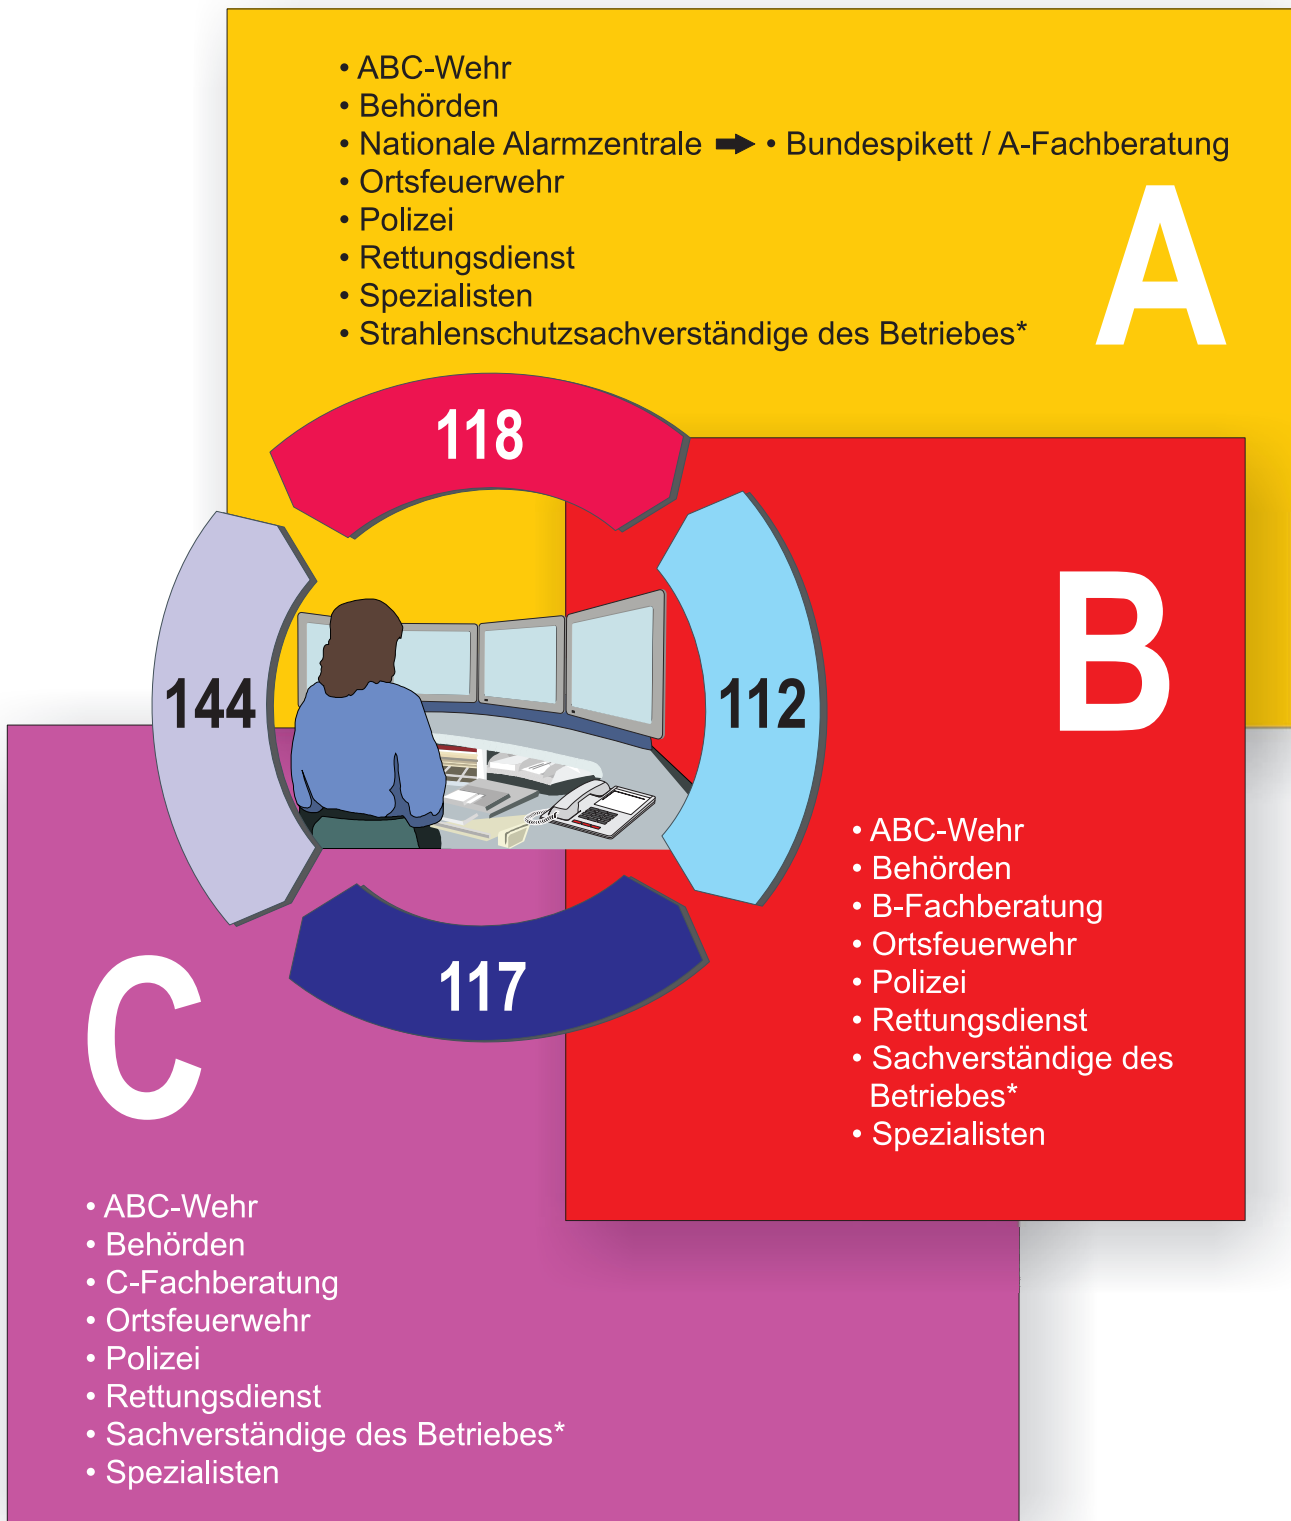 • ABC-Wehr
• Behörden
• Nationale Alarmzentrale ➡ • Bundespikett / A-Fachberatung
• Ortsfeuerwehr
• Polizei
• Rettungsdienst
• Spezialisten
• Strahlenschutzsachverständige des Betriebes*
A
118
144
112
117
B
• ABC-Wehr
• Behörden
• B-Fachberatung
• Ortsfeuerwehr
• Polizei
• Rettungsdienst
• Sachverständige des
Betriebes*
• Spezialisten
C
• ABC-Wehr
• Behörden
• C-Fachberatung
• Ortsfeuerwehr
• Polizei
• Rettungsdienst
• Sachverständige des Betriebes*
• Spezialisten